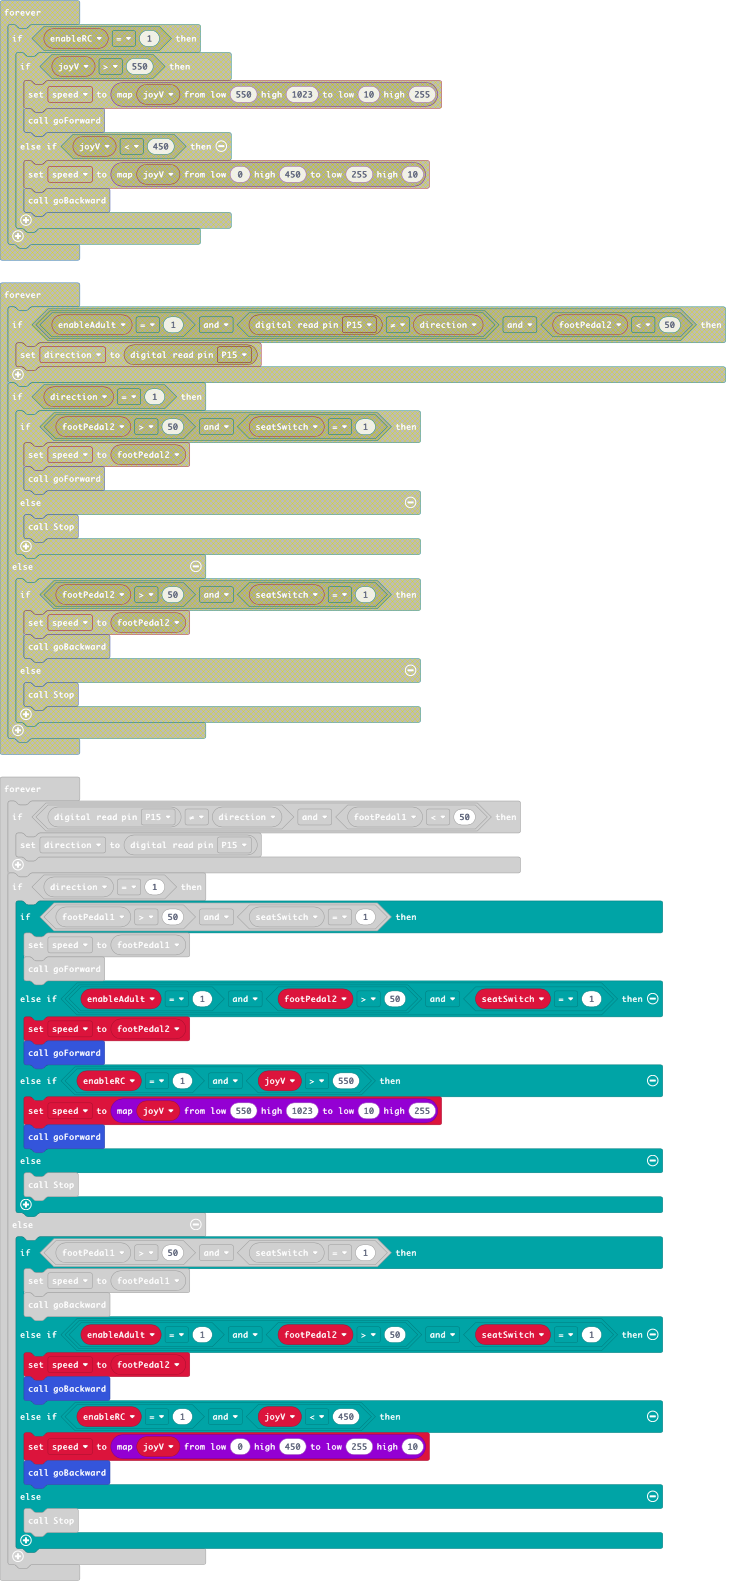 forever
if enableRC = 1 then
if joyV > 550 then
set speed to map joyV from low 550 high 1023 to low 10 high 255
call goForward
else if joyV < 450 then
set speed to map joyV from low 0 high 450 to low 255 high 10
call goBackward
forever
if enableAdult = 1 and digital read pin P15 ≠ direction and footPedal2 < 50 then
set direction to digital read pin P15
if direction = 1 then
if footPedal2 > 50 and seatSwitch = 1 then
set speed to footPedal2
call goForward
else
call Stop
else
if footPedal2 > 50 and seatSwitch = 1 then
set speed to footPedal2
call goBackward
else
call Stop
forever
if digital read pin P15 ≠ direction and footPedal1 < 50 then
set direction to digital read pin P15
if direction = 1 then
if footPedal1 > 50 and seatSwitch = 1 then
set speed to footPedal1
call goForward
else if enableAdult = 1 and footPedal2 > 50 and seatSwitch = 1 then
set speed to footPedal2
call goForward
else if enableRC = 1 and joyV > 550 then
set speed to map joyV from low 550 high 1023 to low 10 high 255
call goForward
else
call Stop
else
if footPedal1 > 50 and seatSwitch = 1 then
set speed to footPedal1
call goBackward
else if enableAdult = 1 and footPedal2 > 50 and seatSwitch = 1 then
set speed to footPedal2
call goBackward
else if enableRC = 1 and joyV < 450 then
set speed to map joyV from low 0 high 450 to low 255 high 10
call goBackward
else
call Stop